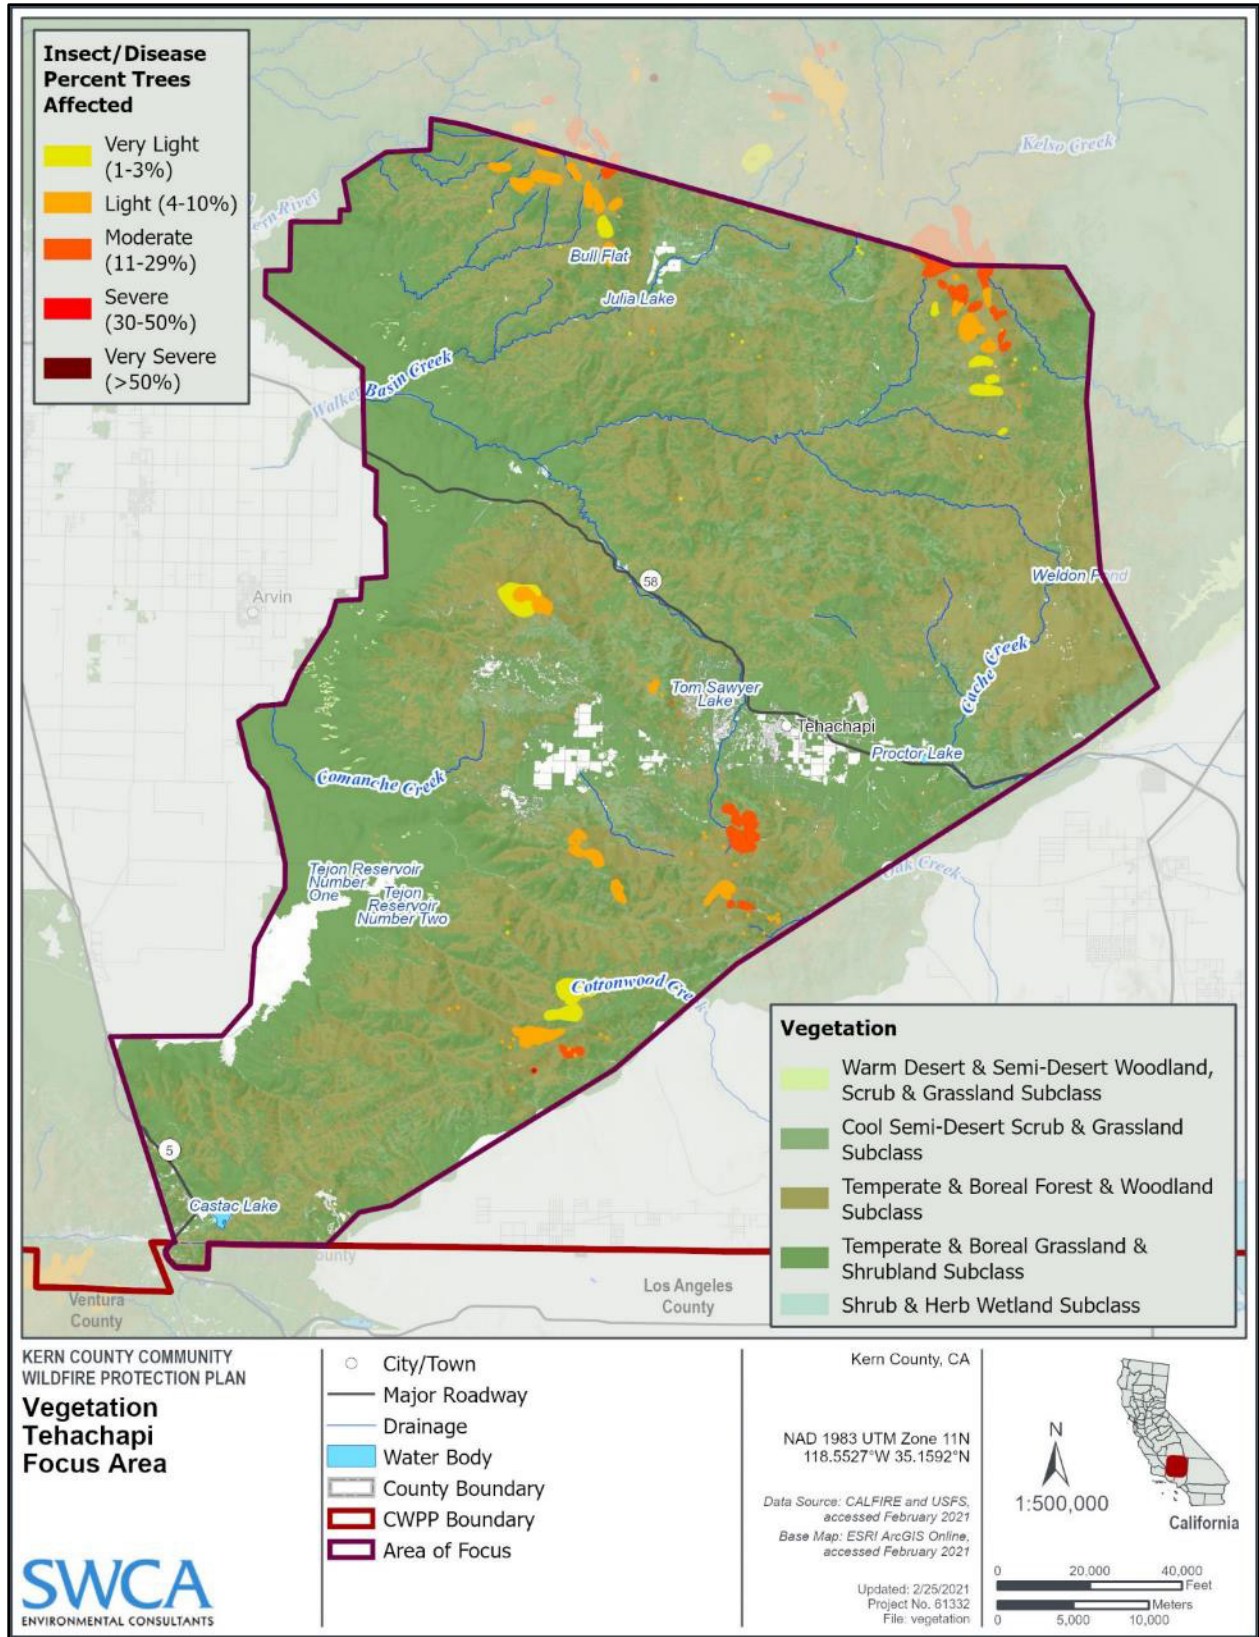 Insect/Disease
Percent Trees
Affected
Very Light
(1-3%)
Light (4-10%)
Moderate
(11-29%)
Severe
(30-50%)
Very Severe
(>50%)
Kelso Creek
River
Bull Flat
Julia Lake
Walker Basin Creek
Arvin
58
Weldon Pond
Tom Sawyer
Lake
Cache Creek
Tehachapi
Proctor Lake
Comanche Creek
Tejon Reservoir
Number
One
Tejon
Reservoir
Number Two
Oak Creek
Cottonwood Creek
5
Castac Lake
County
Ventura
County
Los Angeles
County
Vegetation
Warm Desert & Semi-Desert Woodland,
Scrub & Grassland Subclass
Cool Semi-Desert Scrub & Grassland
Subclass
Temperate & Boreal Forest & Woodland
Subclass
Temperate & Boreal Grassland &
Shrubland Subclass
Shrub & Herb Wetland Subclass
KERN COUNTY COMMUNITY
WILDFIRE PROTECTION PLAN
Vegetation
Tehachapi
Focus Area
SWCA
ENVIRONMENTAL CONSULTANTS
City/Town
Major Roadway
Drainage
Water Body
County Boundary
CWPP Boundary
Area of Focus
Kern County, CA
NAD 1983 UTM Zone 11N
118.5527°W 35.1592°N
Data Source: CALFIRE and USFS,
accessed February 2021
Base Map: ESRI ArcGIS Online,
accessed February 2021
Updated: 2/25/2021
Project No. 61332
File: vegetation
N
1:500,000
California
0 20,000 40,000
Feet
Meters
0 5,000 10,000